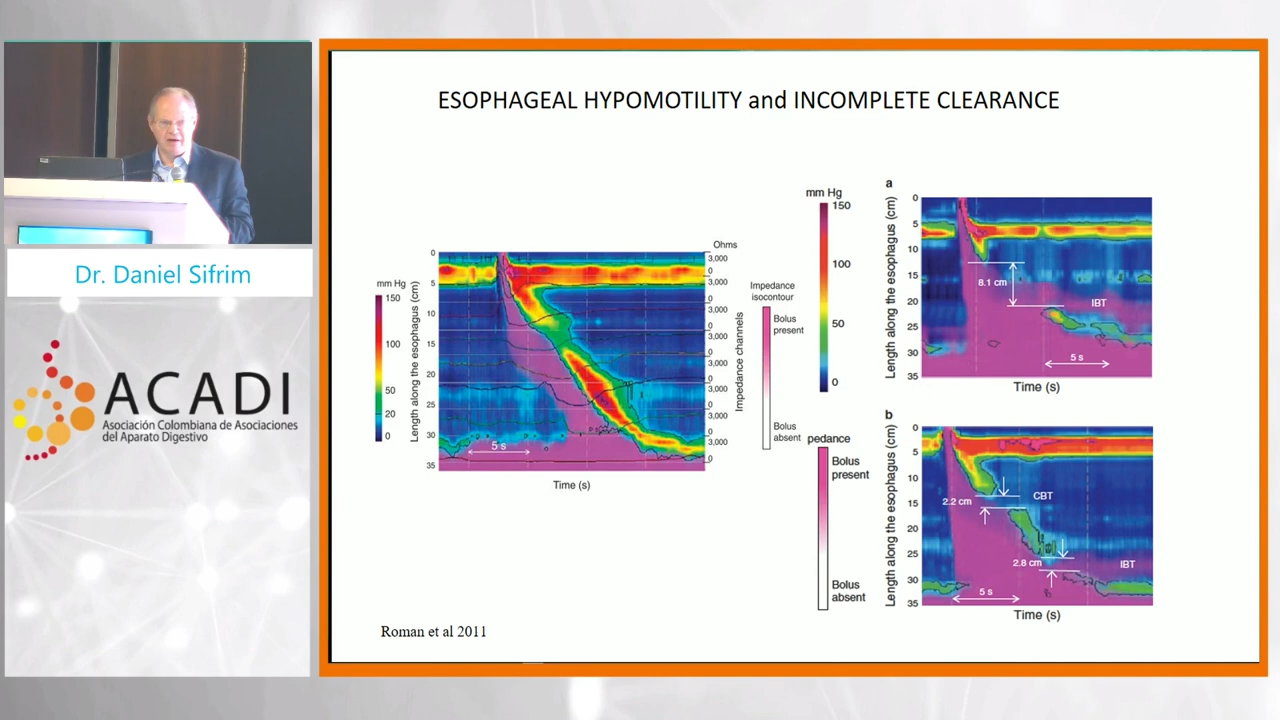 ESOPHAGEAL HYPOMOTILITY and INCOMPLETE CLEARANCE
Dr. Daniel Sifrim
ACADI
Asociación Colombiana de Asociaciones
del Aparato Digestivo
mm Hg
150
100
50
20
0
Length along the esophagus (cm)
0
5
10
15
20
25
30
35
5 s
Time (s)
Ohms
3,000
0
3,000
0
3,000
0
3,000
0
3,000
0
3,000
0
3,000
0
3,000
0
Impedance channels
Impedance
isocontour
Bolus
present
Bolus
absent
mm Hg
150
100
50
0
pedance
Bolus
present
Bolus
absent
a
Length along the esophagus (cm)
0
5
10
15
20
25
30
35
8.1 cm
IBT
5 s
Time (s)
b
Length along the esophagus (cm)
0
5
10
15
20
25
30
35
2.2 cm
CBT
2.8 cm
IBT
5 s
Time (s)
Roman et al 2011